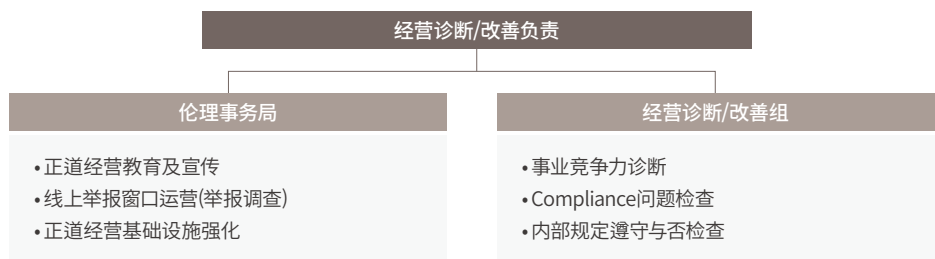 经营诊断/改善负责
伦理事务局
•正道经营教育及宣传
•线上举报窗口运营(举报调查)
•正道经营基础设施强化
经营诊断/改善组
•事业竞争力诊断
•Compliance问题检查
•内部规定遵守与否检查